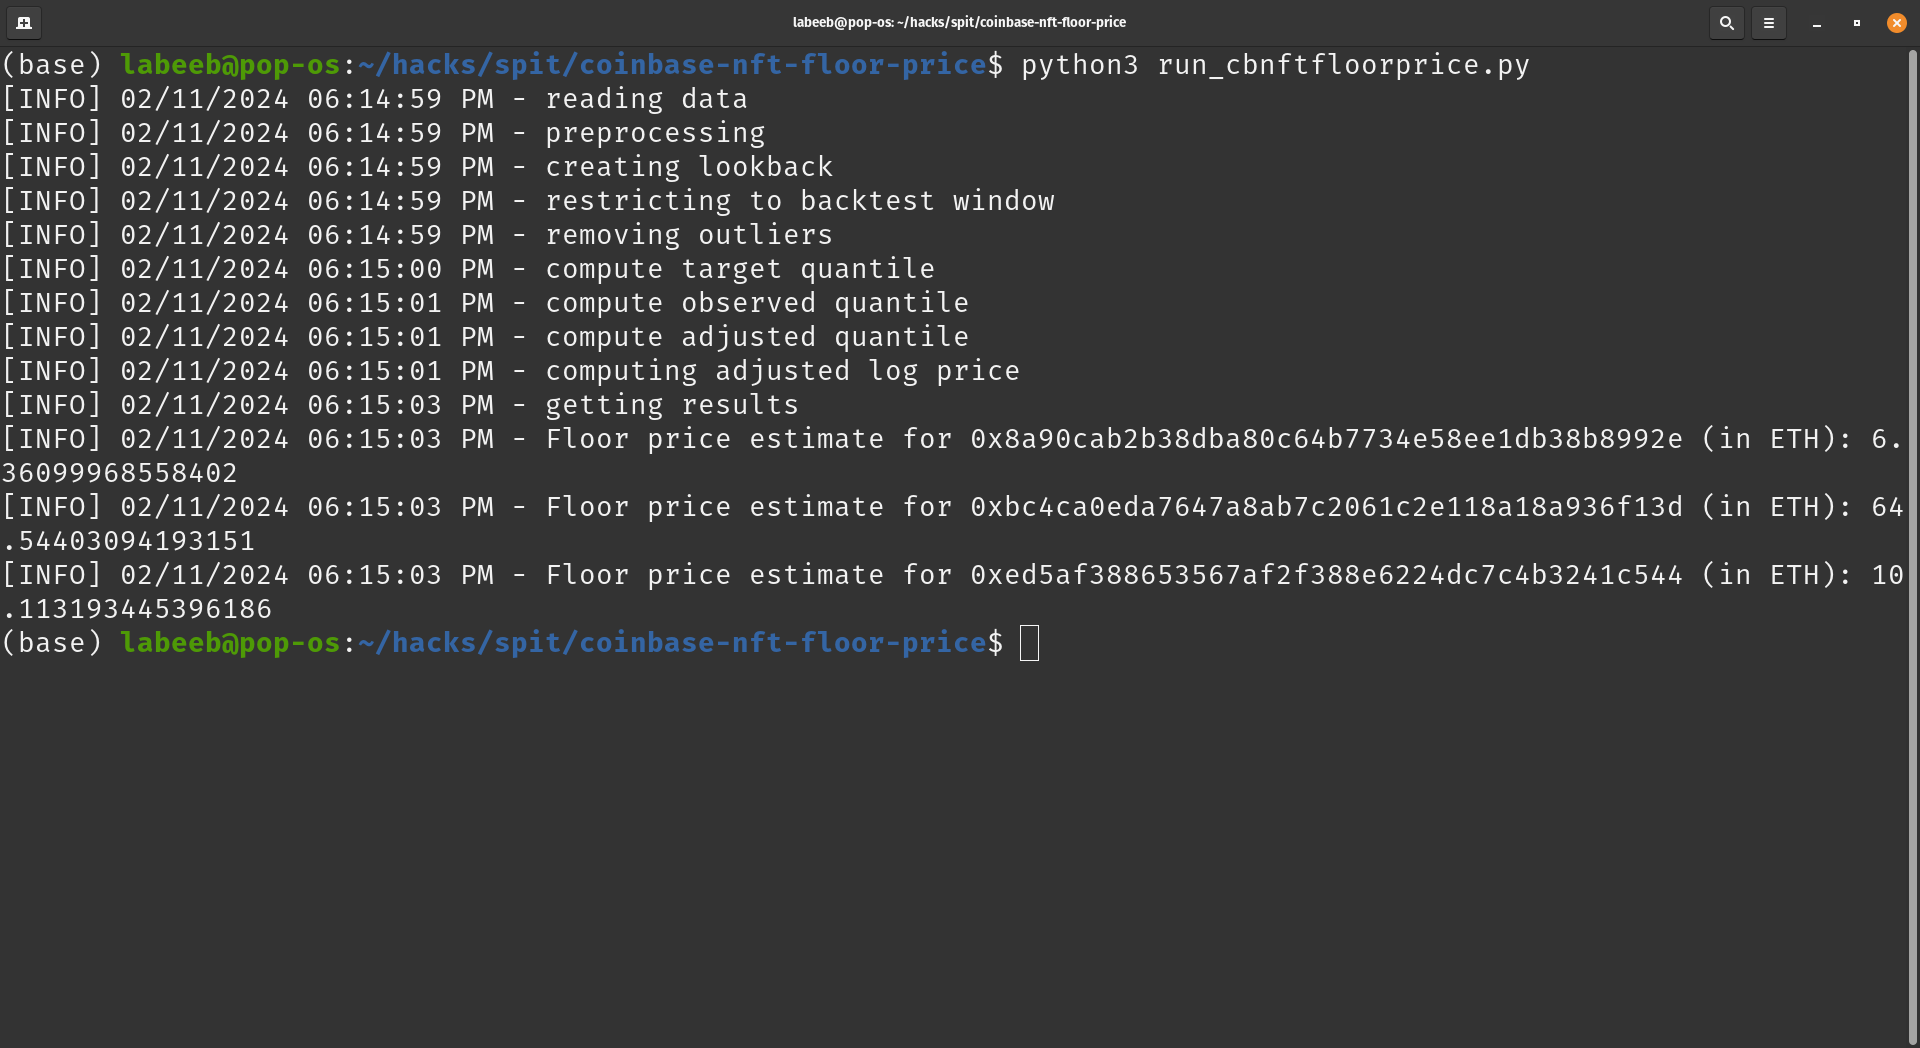 labeeb@pop-os: ~/hacks/spit/coinbase-nft-floor-price
(base) labeeb@pop-os:~/hacks/spit/coinbase-nft-floor-price$ python3 run_cbnftfloorprice.py
[INFO] 02/11/2024 06:14:59 PM - reading data
[INFO] 02/11/2024 06:14:59 PM - preprocessing
[INFO] 02/11/2024 06:14:59 PM - creating lookback
[INFO] 02/11/2024 06:14:59 PM - restricting to backtest window
[INFO] 02/11/2024 06:14:59 PM - removing outliers
[INFO] 02/11/2024 06:15:00 PM - compute target quantile
[INFO] 02/11/2024 06:15:01 PM - compute observed quantile
[INFO] 02/11/2024 06:15:01 PM - compute adjusted quantile
[INFO] 02/11/2024 06:15:01 PM - computing adjusted log price
[INFO] 02/11/2024 06:15:03 PM - getting results
[INFO] 02/11/2024 06:15:03 PM - Floor price estimate for 0x8a90cab2b38dba80c64b7734e58ee1db38b8992e (in ETH): 6.
36099968558402
[INFO] 02/11/2024 06:15:03 PM - Floor price estimate for 0xbc4ca0eda7647a8ab7c2061c2e118a18a936f13d (in ETH): 64
.54403094193151
[INFO] 02/11/2024 06:15:03 PM - Floor price estimate for 0xed5af388653567af2f388e6224dc7c4b3241c544 (in ETH): 10
.113193445396186
(base) labeeb@pop-os:~/hacks/spit/coinbase-nft-floor-price$